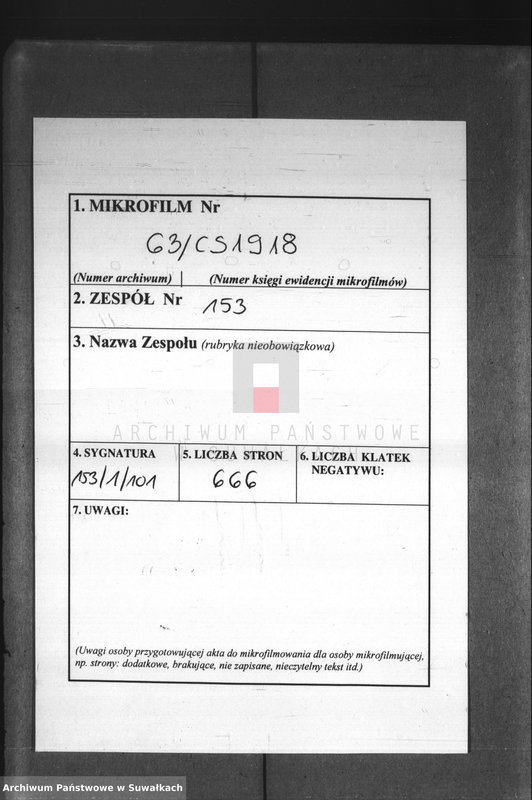 1. MIKROFILM Nr
63/CS1918
(Numer archiwum) (Numer księgi ewidencji mikrofilmów)
2. ZESPÓŁ Nr 153
3. Nazwa Zespołu (rubryka nieobowiązkowa)
ARCHIWUM PAŃSTWOWE
4. SYGNATURA
153/1/101
5. LICZBA STRON
666
6. LICZBA KLATEK
NEGATYWU:
7. UWAGI:
(Uwagi osoby przygotowującej akta do mikrofilmowania dla osoby mikrofilmującej,
np. strony: dodatkowe, brakujące, nie zapisane, nieczytelny tekst itd.)
Archiwum Państwowe w Suwałkach